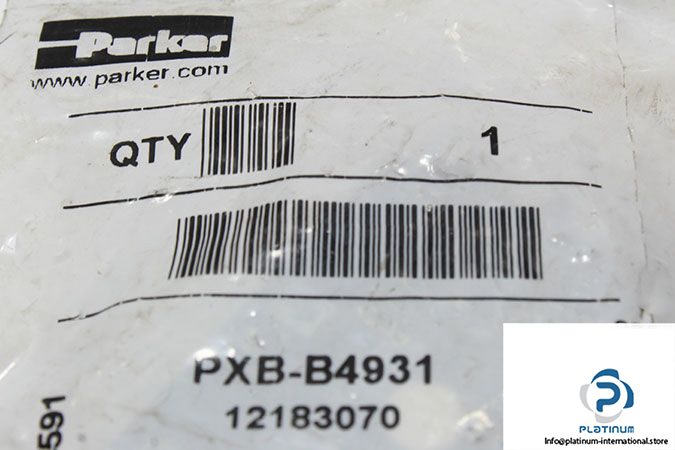 Parker
www.parker.com
QTY 1
PXB-B4931
12183070
591
PLATINUM
info@platinum-international.store